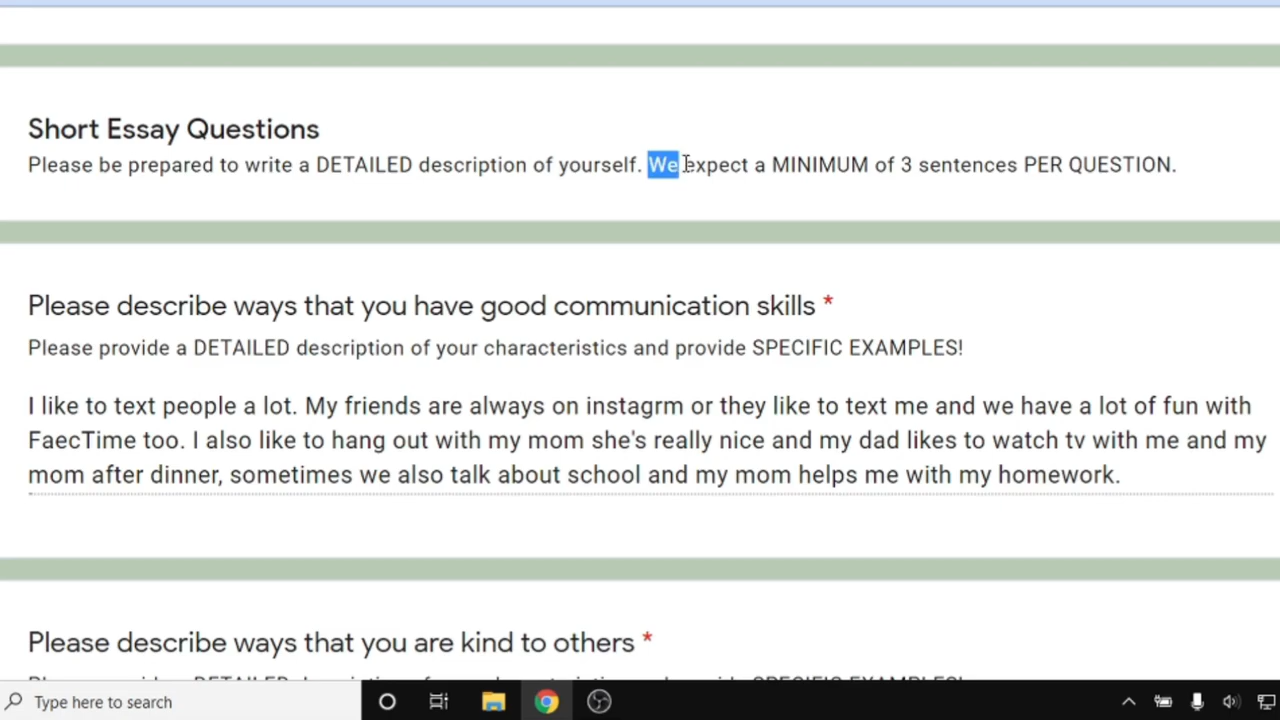 Short Essay Questions
Please be prepared to write a DETAILED description of yourself. We expect a MINIMUM of 3 sentences PER QUESTION.
Please describe ways that you have good communication skills *
Please provide a DETAILED description of your characteristics and provide SPECIFIC EXAMPLES!
I like to text people a lot. My friends are always on instagrm or they like to text me and we have a lot of fun with
FaecTime too. I also like to hang out with my mom she's really nice and my dad likes to watch tv with me and my
mom after dinner, sometimes we also talk about school and my mom helps me with my homework.
Please describe ways that you are kind to others *
Type here to search